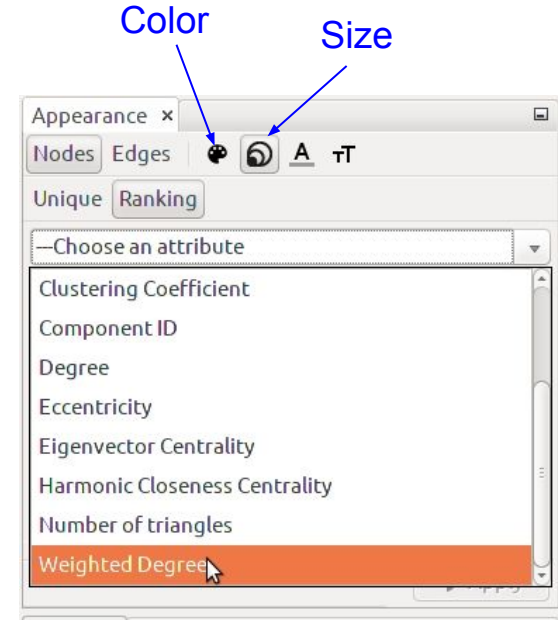 Color
Size
Appearance ×
Nodes Edges A TT
Unique Ranking
---Choose an attribute
Clustering Coefficient
Component ID
Degree
Eccentricity
Eigenvector Centrality
Harmonic Closeness Centrality
Number of triangles
Weighted Degree